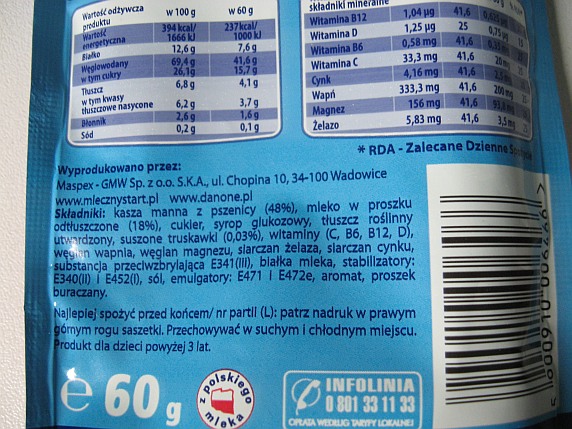 Wartość odżywcza produktu w 100 g w 60 g
Wartość energetyczna 394 kcal/ 1666 kJ 237kcal/ 1000 kJ
Białko 12,6 g 7,6 g
Węglowodany 69,4 g 41,6 g
w tym cukry 26,1g 15,7 g
Tłuszcz 6,8 g 4,1 g
w tym kwasy tłuszczowe nasycone 6,2 g 3,7 g
Błonnik 2,6 g 1,6 g
Sód 0,2 g 0,1 g
składniki mineralne
Witamina B12 1,04 µg 41,6
Witamina D 1,25 µg 25 0,75
Witamina B6 0,58 mg 41,6
Witamina C 33,3 mg 41,6 20
Cynk 4,16 mg 41,6
Wapń 333,3 mg 41,6 200
Magnez 156 mg 41,6
Żelazo 5,83 mg 41,6 3,5
* RDA - Zalecane Dzienne
Wyprodukowano przez:
Maspex - GMW Sp. z o.o. S.K.A., ul. Chopina 10, 34-100 Wadowice
www.mlecznystart.pl www.danone.pl
Składniki: kasza manna z pszenicy (48%), mleko w proszku
odtłuszczone (18%), cukier, syrop glukozowy, tłuszcz roślinny
utwardzony, suszone truskawki (0,03%), witaminy (C, B6, B12, D),
węglan wapnia, węglan magnezu, siarczan żelaza, siarczan cynku,
substancja przeciwzbrylająca E341(III), białka mleka, stabilizatory:
E340(II) i E452(I), sól, emulgatory: E471 i E472e, aromat, proszek
buraczany.
Najlepiej spożyć przed końcem/ nr partii (L): patrz nadruk w prawym
górnym rogu saszetki. Przechowywać w suchym i chłodnym miejscu.
Produkt dla dzieci powyżej 3 lat.
e 60 g
z polskiego mleka
INFOLINIA
0 801 33 11 33
OPŁATA WEDŁUG TARYFY LOKALNEJ